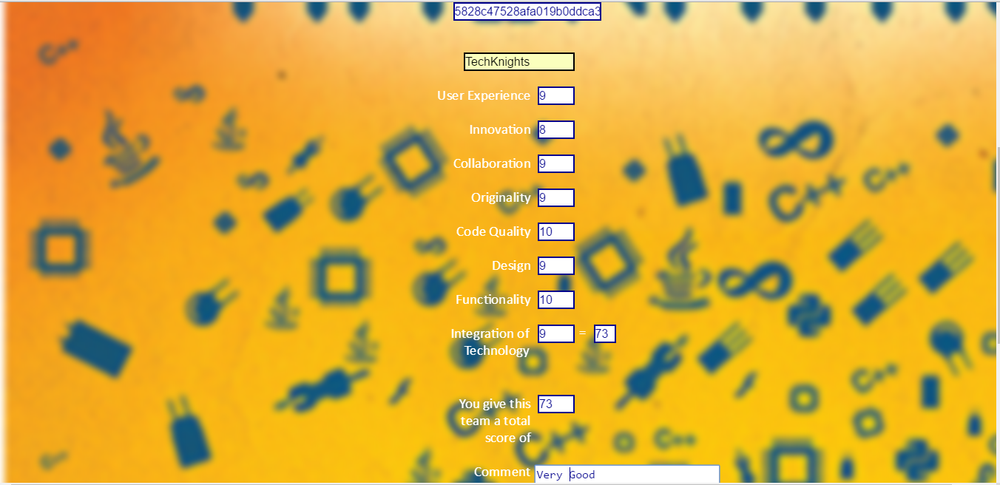 5828c47528afa019b0ddca3
TechKnights
User Experience 9
Innovation 8
Collaboration 9
Originality 9
Code Quality 10
Design 9
Functionality 10
Integration of 9 = 73
Technology
You give this 73
team a total
score of
Comment Very Good
C++
C++
C++
C++
C++
C++
C++